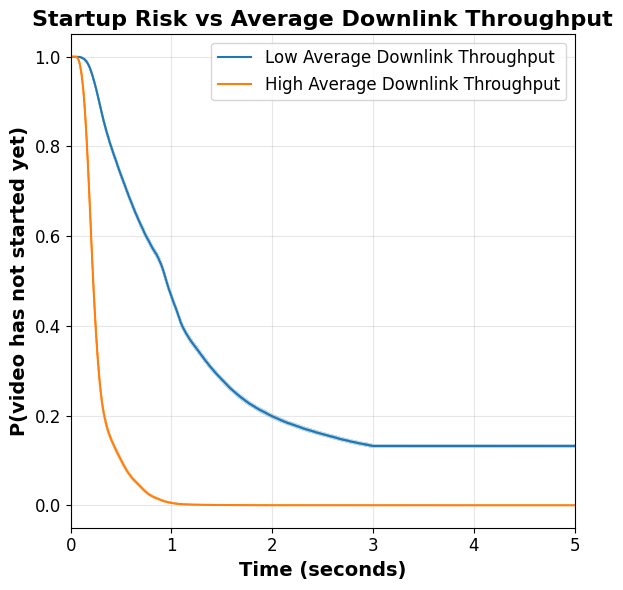 Startup Risk vs Average Downlink Throughput
Low Average Downlink Throughput
High Average Downlink Throughput
P(video has not started yet)
1.0
0.8
0.6
0.4
0.2
0.0
0 1 2 3 4 5
Time (seconds)